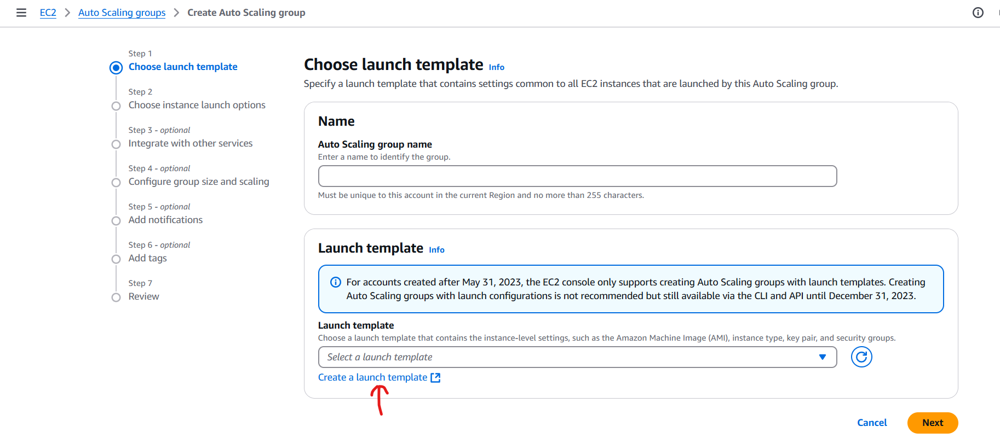 EC2 > Auto Scaling groups > Create Auto Scaling group
Step 1
Choose launch template
Step 2
Choose instance launch options
Step 3 - optional
Integrate with other services
Step 4 - optional
Configure group size and scaling
Step 5 - optional
Add notifications
Step 6 - optional
Add tags
Step 7
Review
Choose launch template Info
Specify a launch template that contains settings common to all EC2 instances that are launched by this Auto Scaling group.
Name
Auto Scaling group name
Enter a name to identify the group.
Must be unique to this account in the current Region and no more than 255 characters.
Launch template Info
For accounts created after May 31, 2023, the EC2 console only supports creating Auto Scaling groups with launch templates. Creating
Auto Scaling groups with launch configurations is not recommended but still available via the CLI and API until December 31, 2023.
Launch template
Choose a launch template that contains the instance-level settings, such as the Amazon Machine Image (AMI), instance type, key pair, and security groups.
Select a launch template
Create a launch template
Cancel
Next